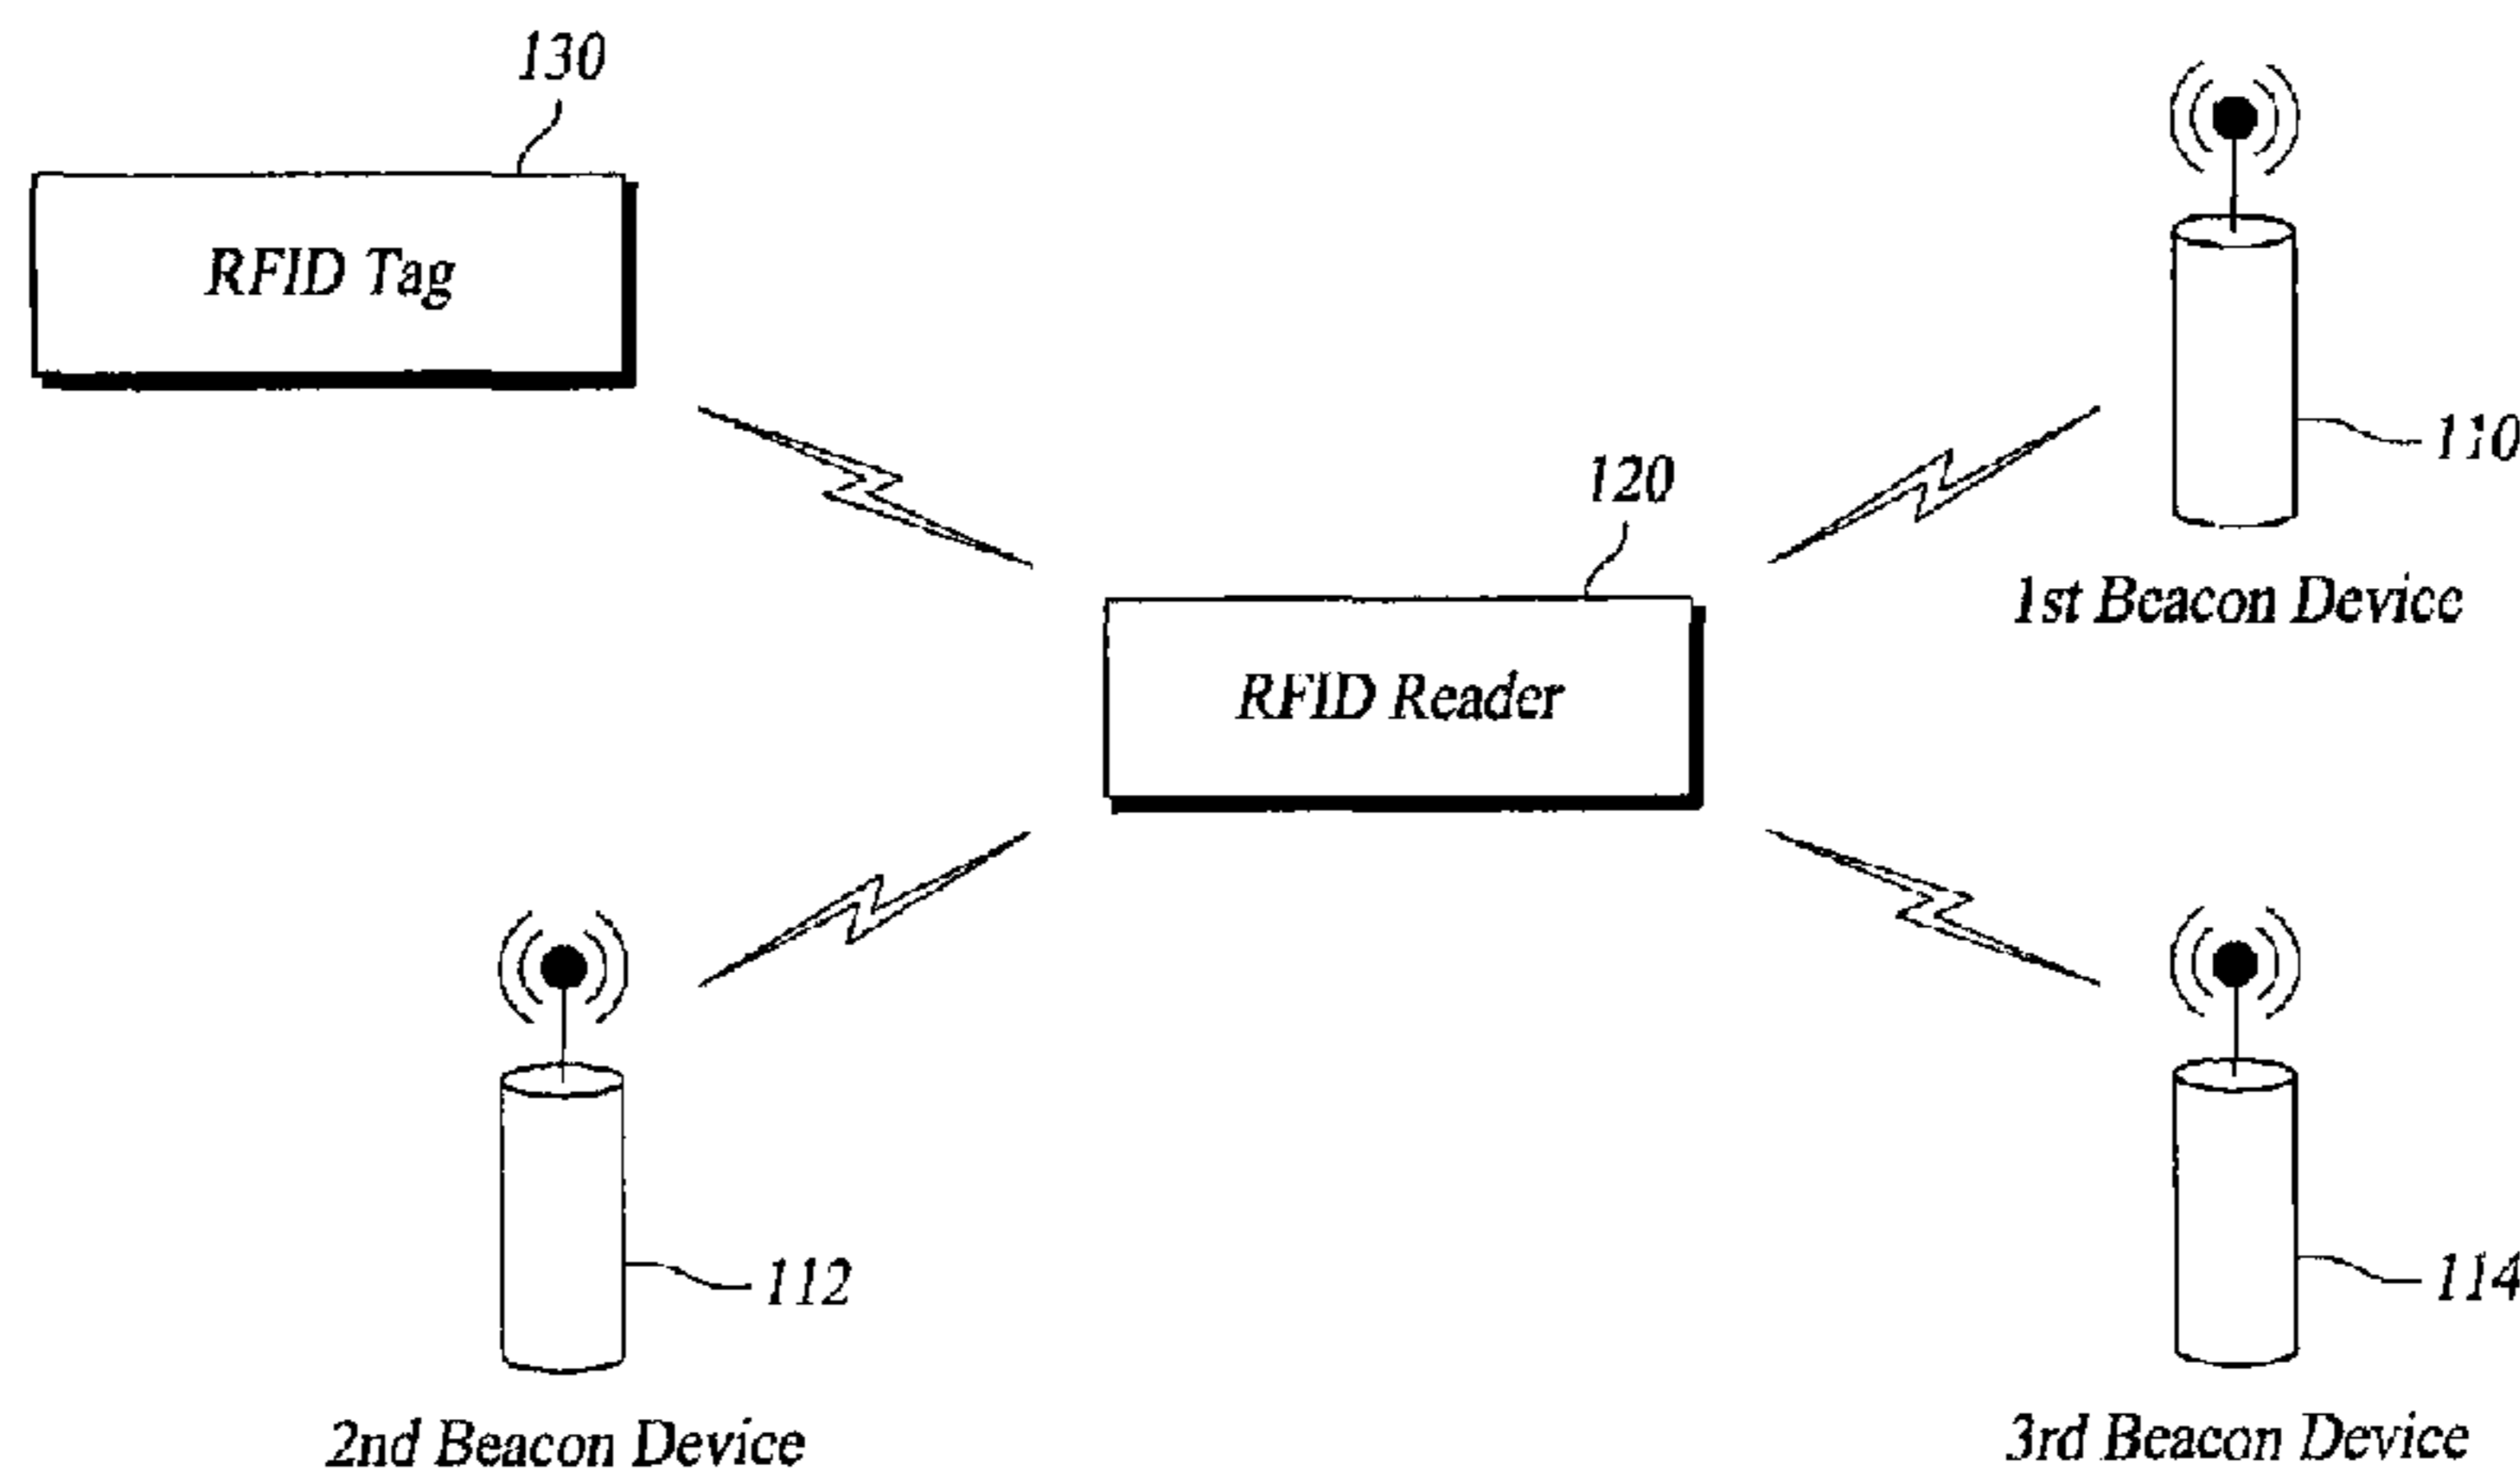 130
RFID Tag
110
120
1st Beacon Device
RFID Reader
112
114
2nd Beacon Device
3rd Beacon Device